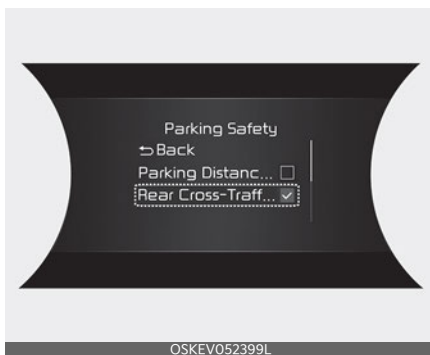 Parking Safety
Back
Parking Distanc...
Rear Cross-Traff...
OSKEV052399L